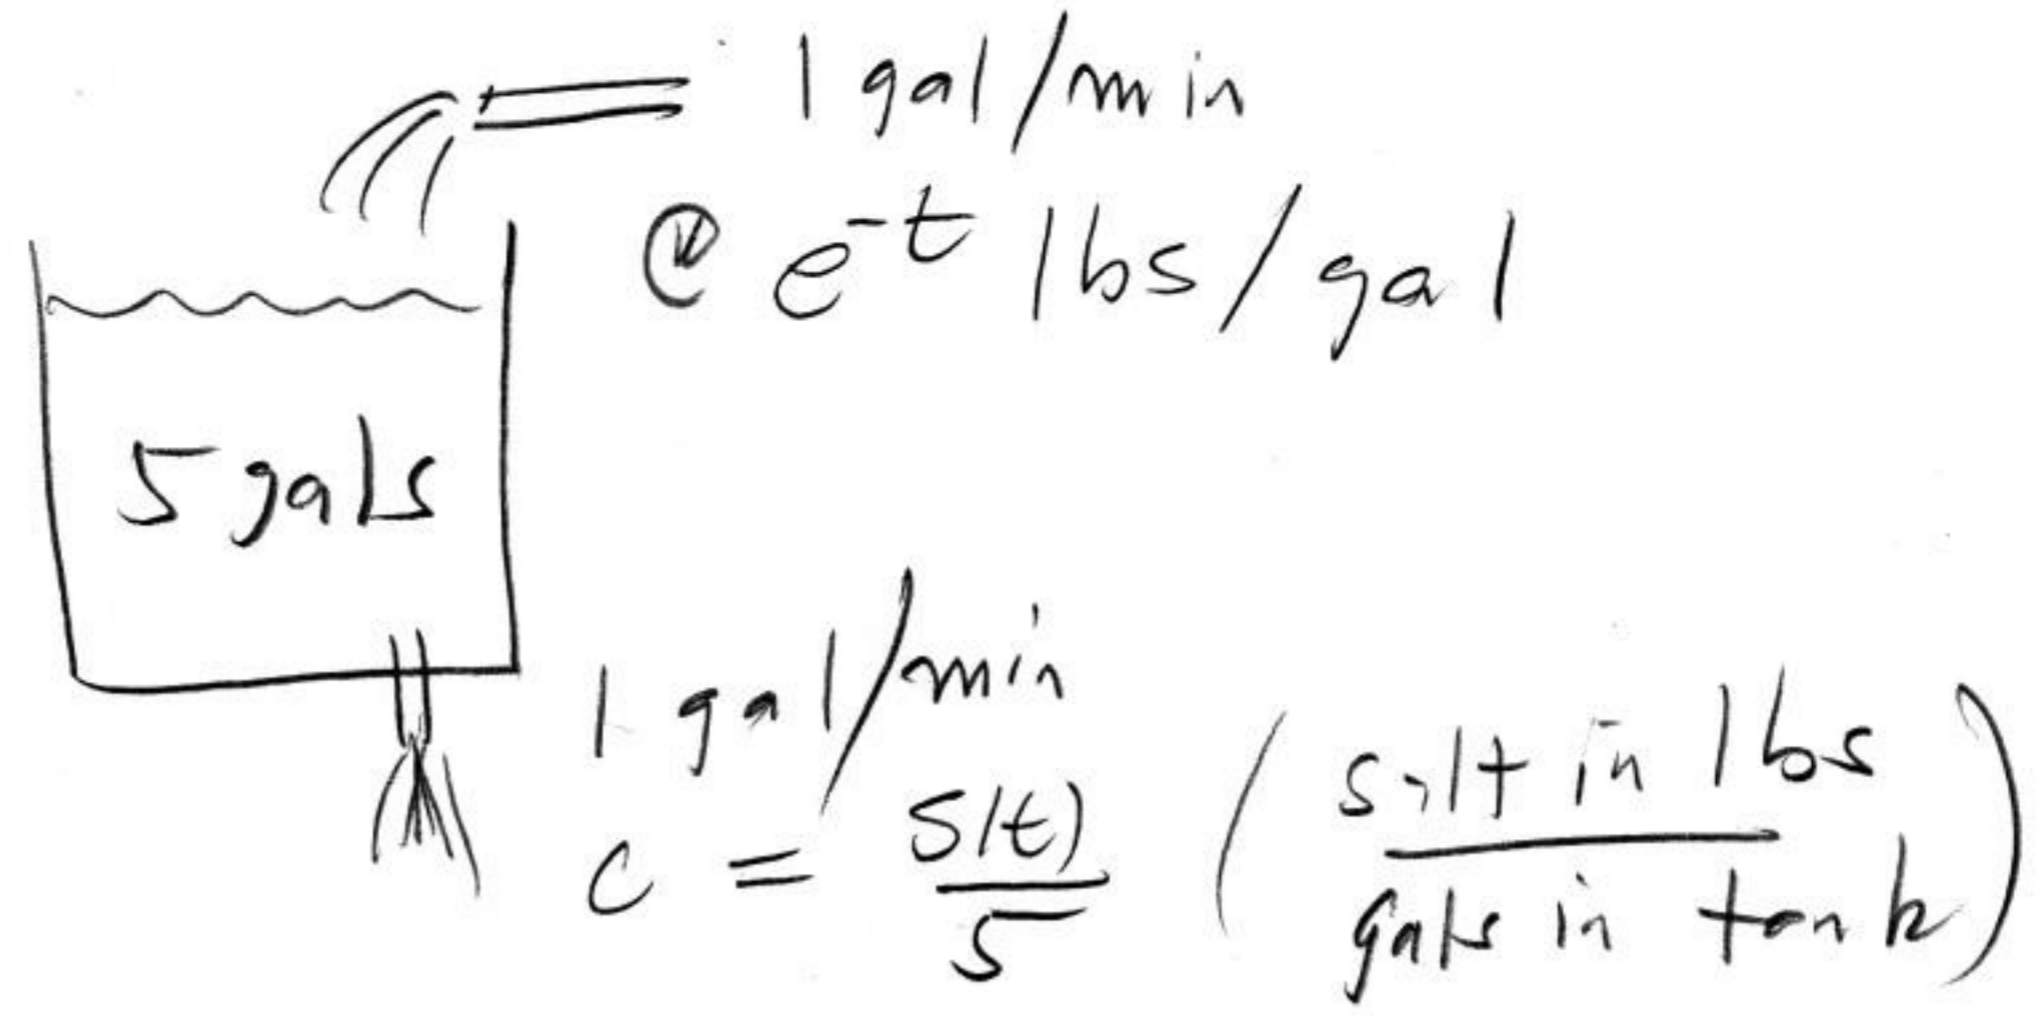 1 gal/min
@ e^-t lbs/gal
5 gals
1 gal/min
c = S(t)/5 (salt in lbs / gals in tank)